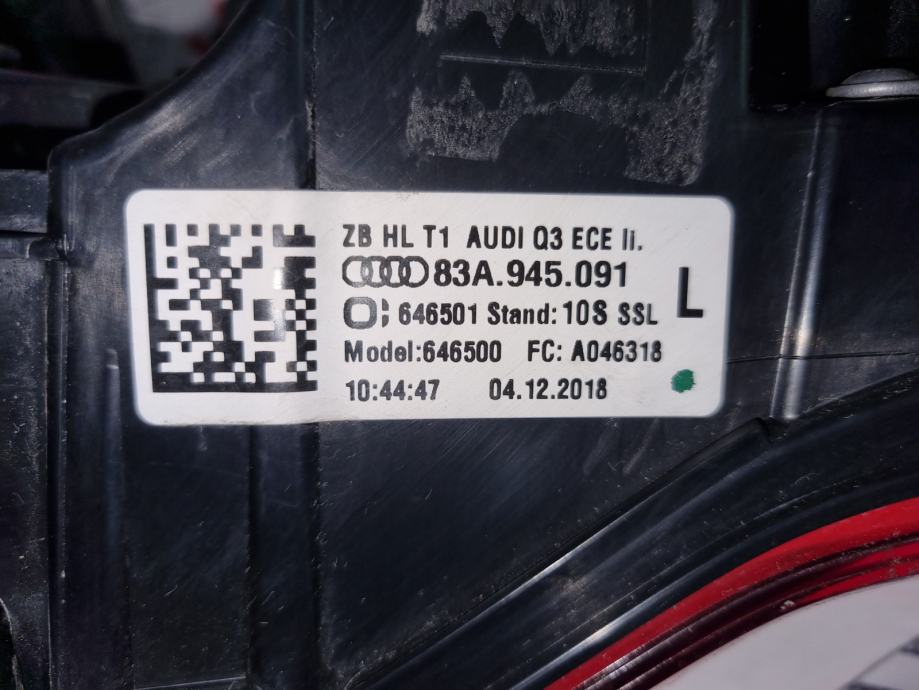 ZB HL T1 AUDI Q3 ECE li.
83A.945.091
L
646501 Stand: 10S SSL
Model:646500 FC: A046318
10:44:47 04.12.2018